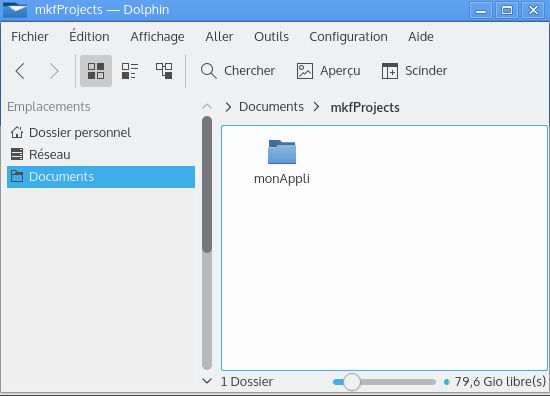 mkfProjects — Dolphin
Fichier Édition Affichage Aller Outils Configuration Aide
Chercher Aperçu Scinder
Emplacements
Dossier personnel
Réseau
Documents
Documents mkfProjects
monAppli
1 Dossier 79,6 Gio libre(s)